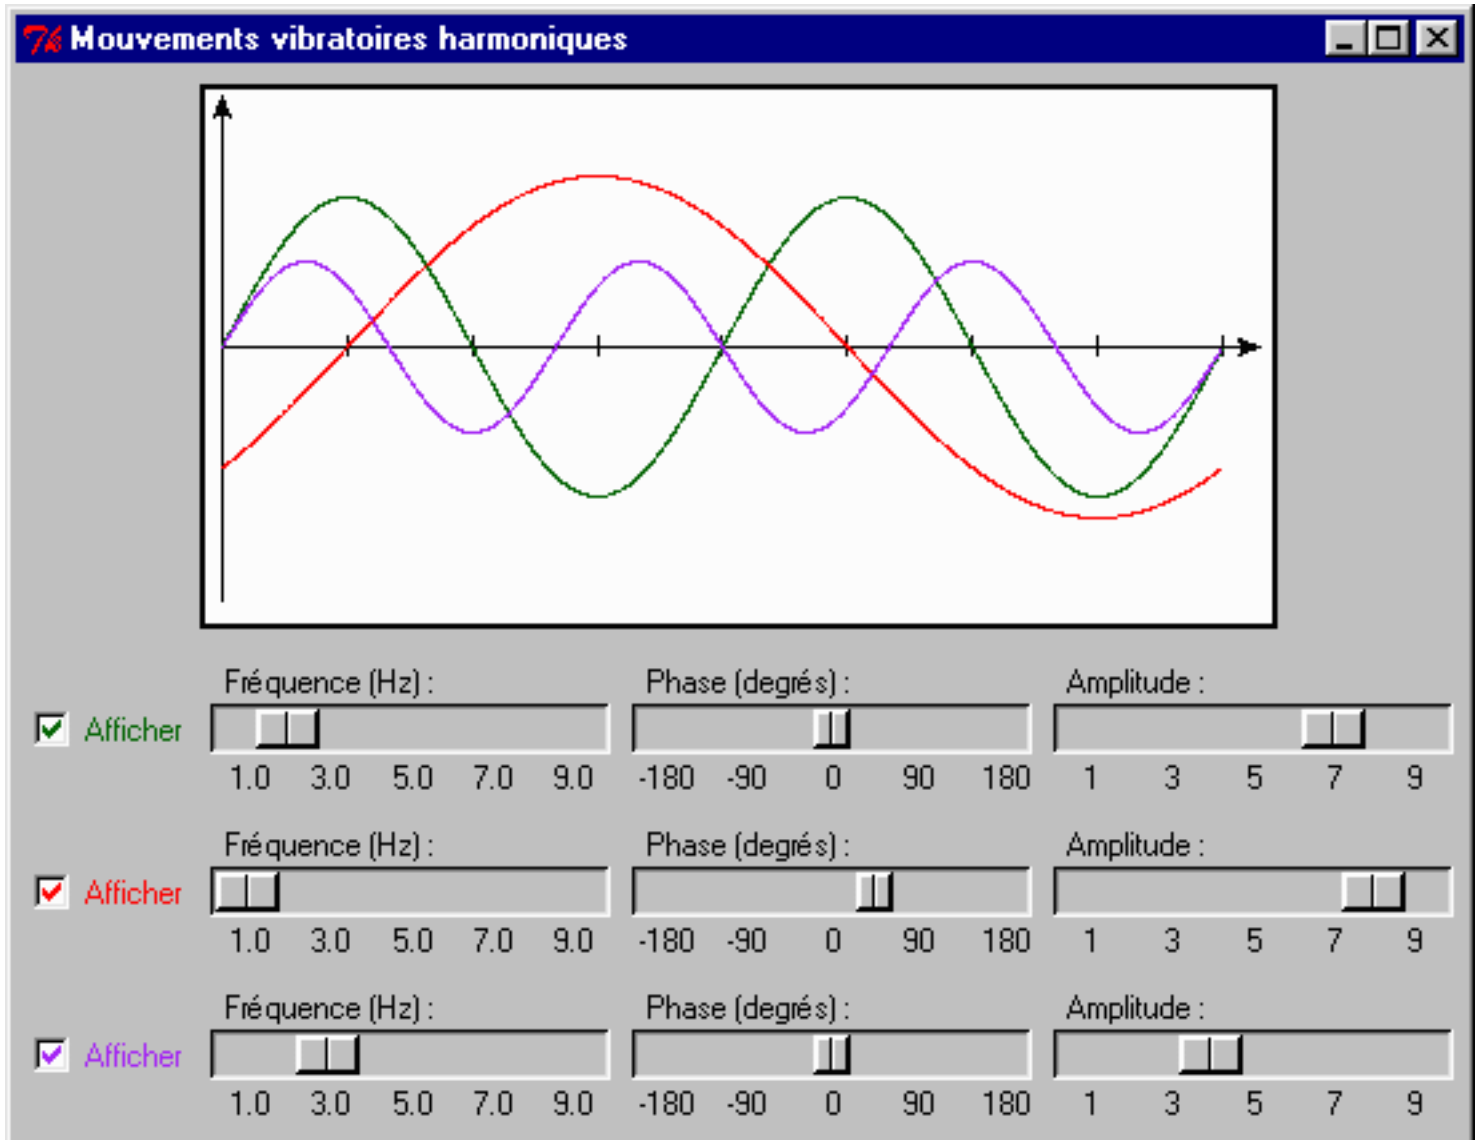 Mouvements vibratoires harmoniques
Fréquence (Hz) : Phase (degrés) : Amplitude :
Afficher
1.0 3.0 5.0 7.0 9.0 -180 -90 0 90 180 1 3 5 7 9
Fréquence (Hz) : Phase (degrés) : Amplitude :
Afficher
1.0 3.0 5.0 7.0 9.0 -180 -90 0 90 180 1 3 5 7 9
Fréquence (Hz) : Phase (degrés) : Amplitude :
Afficher
1.0 3.0 5.0 7.0 9.0 -180 -90 0 90 180 1 3 5 7 9